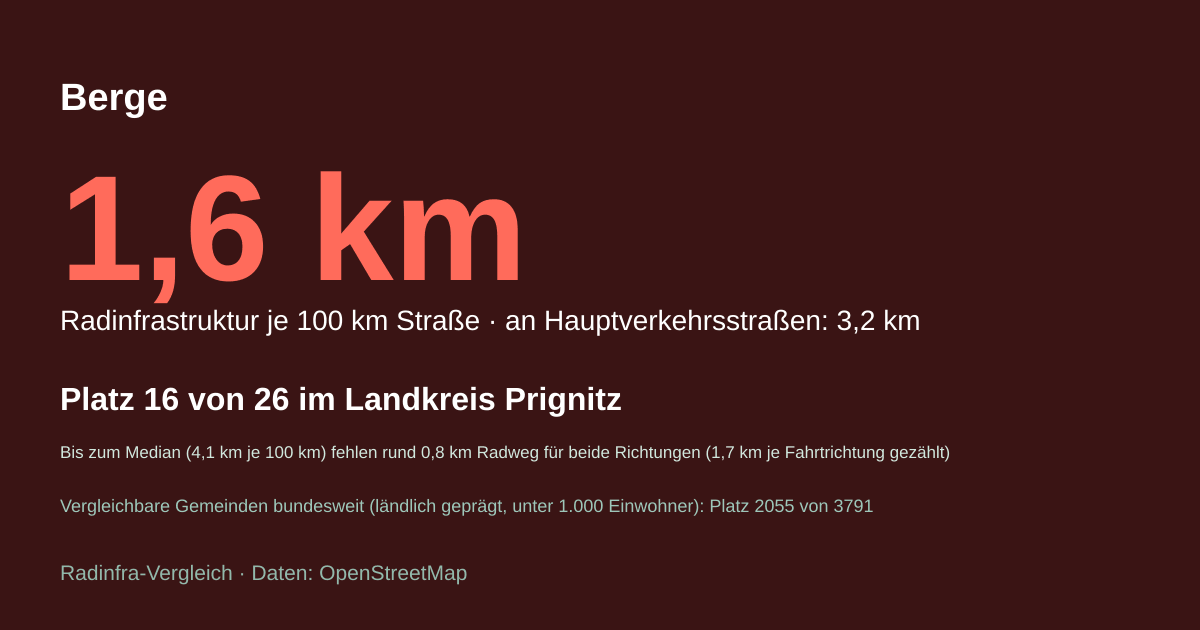 Berge
1,6 km
Radinfrastruktur je 100 km Straße · an Hauptverkehrsstraßen: 3,2 km
Platz 16 von 26 im Landkreis Prignitz
Bis zum Median (4,1 km je 100 km) fehlen rund 0,8 km Radweg für beide Richtungen (1,7 km je Fahrtrichtung gezählt)
Vergleichbare Gemeinden bundesweit (ländlich geprägt, unter 1.000 Einwohner): Platz 2055 von 3791
Radinfra-Vergleich · Daten: OpenStreetMap